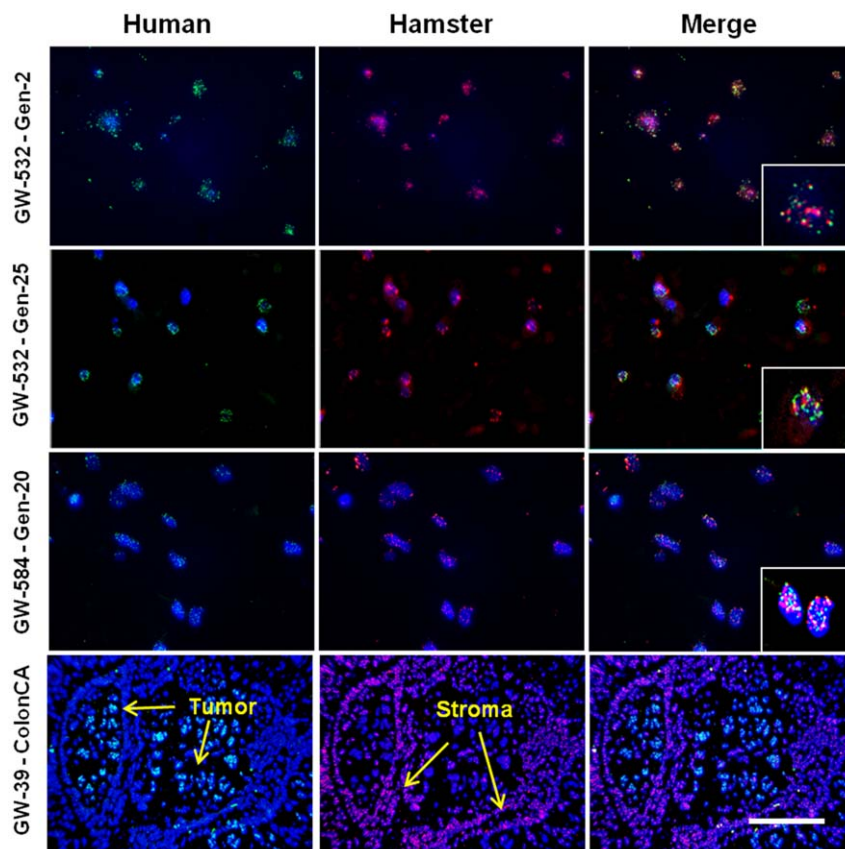 Human Hamster Merge
GW-532 - Gen-2
GW-532 - Gen-25
GW-584 - Gen-20
GW-39 - ColonCA
Tumor
Stroma